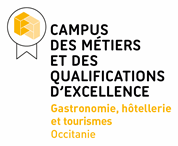 CAMPUS
DES MÉTIERS
ET DES
QUALIFICATIONS
D'EXCELLENCE
Gastronomie, hôtellerie
et tourismes
Occitanie